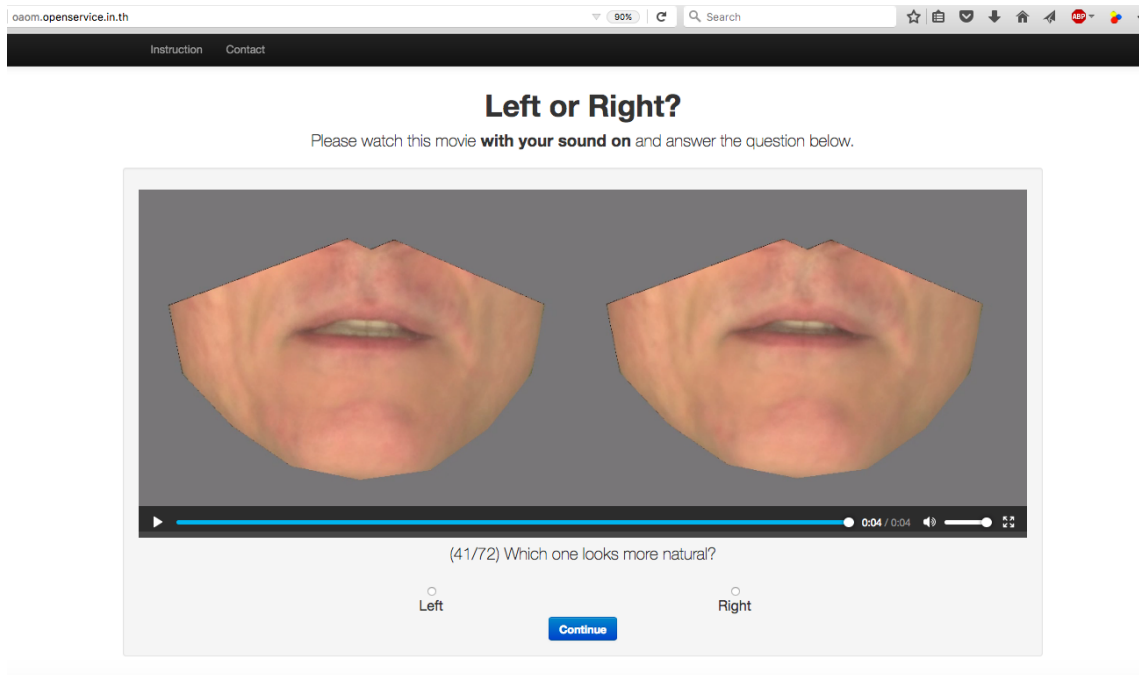 oaom.openservice.in.th 90% Search ABP
Instruction Contact
Left or Right?
Please watch this movie with your sound on and answer the question below.
0:04 / 0:04
(41/72) Which one looks more natural?
Left Right
Continue